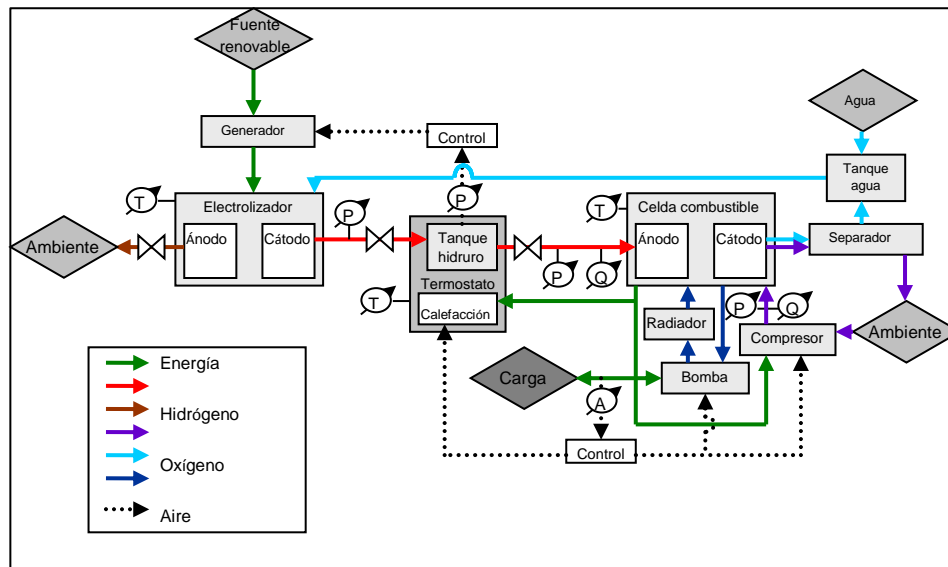 Fuente
renovable
Agua
Generador
Control
Tanque
agua
T
Electrolizador
P
P
T
Celda combustible
Ambiente
Ánodo
Cátodo
Tanque
hidruro
Ánodo
Cátodo
Separador
P
Q
T
Termostato
Calefacción
P
Q
Radiador
Compresor
Ambiente
Energía
Carga
Bomba
A
Hidrógeno
Control
Oxígeno
Aire